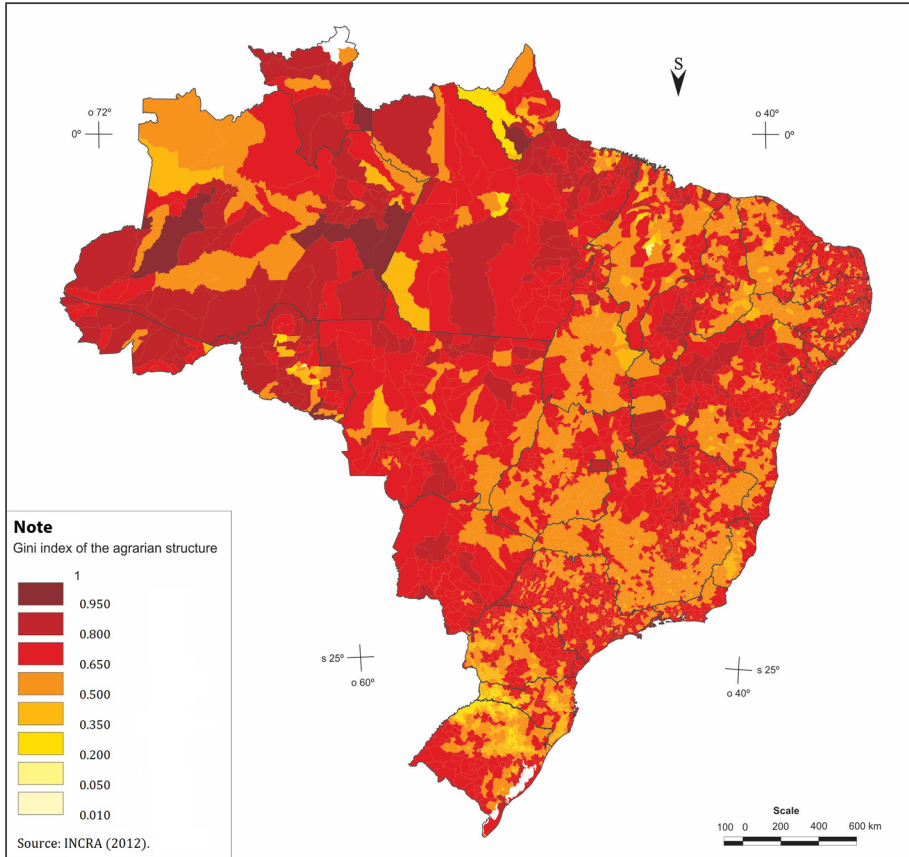 S
o 72º
0º
o 40º
0º
Note
Gini index of the agrarian structure
1
0.950
0.800
0.650
0.500
0.350
0.200
0.050
0.010
Source: INCRA (2012).
s 25º
o 60º
s 25º
o 40º
Scale
100 0 200 400 600 km